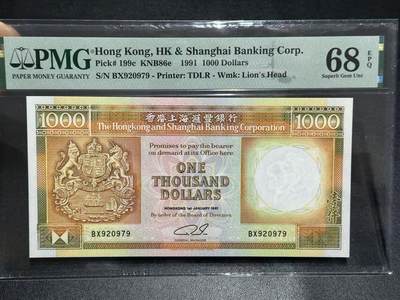 PMG
PAPER MONEY GUARANTY
Hong Kong, HK & Shanghai Banking Corp.
Pick# 199c KNB86e 1991 1000 Dollars
S/N BX920979 - Printer: TDLR - Wmk: Lion's Head
68 EPQ
Superb Gem Unc
1000
香港上海滙豐銀行
1000
The Hongkong and Shanghai Banking Corporation
Promises to pay the bearer
on demand at its Office here
ONE
THOUSAND
DOLLARS
HONGKONG 1ST JANUARY 1991
By order of the Board of Directors
BX920979
GENERAL MANAGER
BX920979